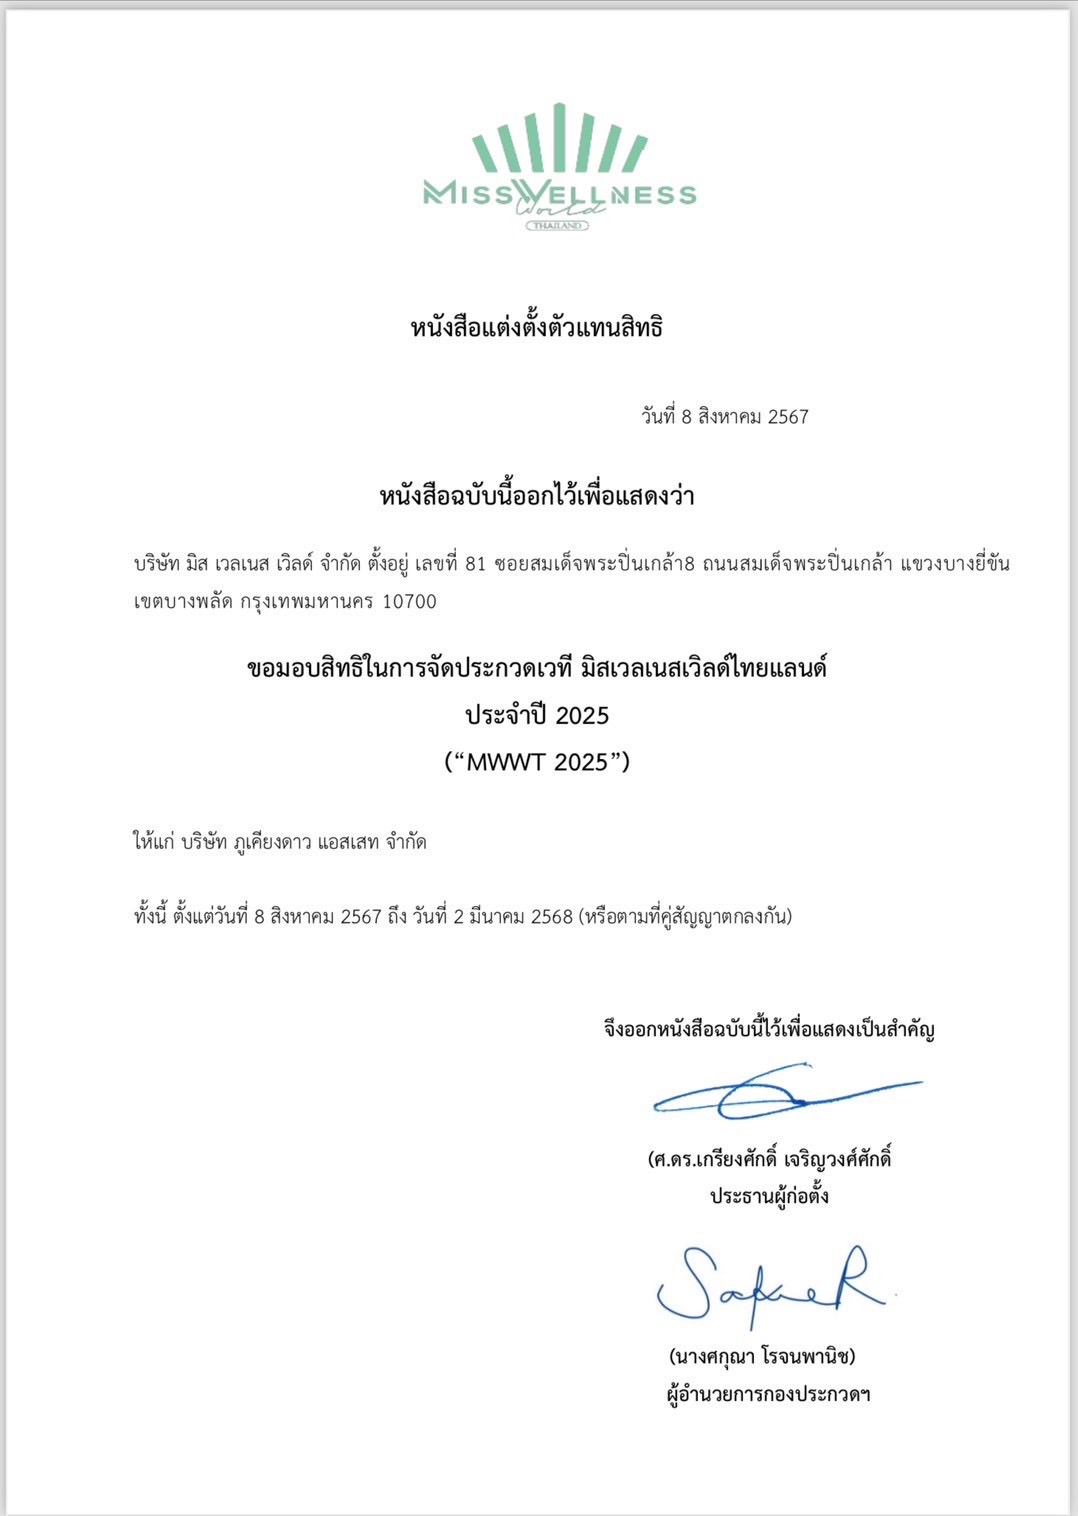 MISSWELLNESS
World
THAILAND
หนังสือแต่งตั้งตัวแทนสิทธิ
วันที่ 8 สิงหาคม 2567
หนังสือฉบับนี้ออกไว้เพื่อแสดงว่า
บริษัท มิส เวลเนส เวิลด์ จำกัด ตั้งอยู่ เลขที่ 81 ซอยสมเด็จพระปิ่นเกล้า8 ถนนสมเด็จพระปิ่นเกล้า แขวงบางยี่ขัน
เขตบางพลัด กรุงเทพมหานคร 10700
ขอมอบสิทธิในการจัดประกวดเวที มิสเวลเนสเวิลด์ไทยแลนด์
ประจำปี 2025
(“MWWT 2025”)
ให้แก่ บริษัท ภูเคียงดาว แอสเสท จำกัด
ทั้งนี้ ตั้งแต่วันที่ 8 สิงหาคม 2567 ถึง วันที่ 2 มีนาคม 2568 (หรือตามที่คู่สัญญาตกลงกัน)
จึงออกหนังสือฉบับนี้ไว้เพื่อแสดงเป็นสำคัญ
(ศ.ดร.เกรียงศักดิ์ เจริญวงศ์ศักดิ์
ประธานผู้ก่อตั้ง
(นางศกุณา โรจนพานิช)
ผู้อำนวยการกองประกวดฯ